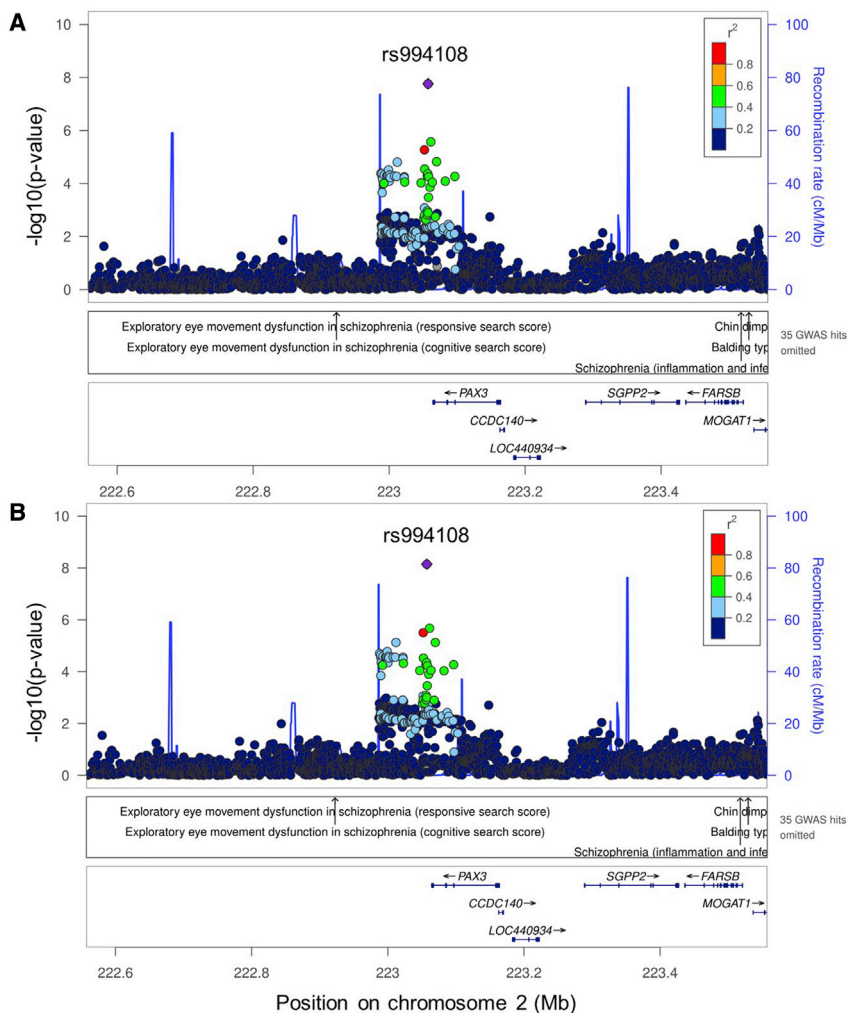 A
rs994108
r2
0.8
0.6
0.4
0.2
10
8
6
4
2
0
-log10(p-value)
100
80
60
40
20
0
Recombination rate (cM/Mb)
Exploratory eye movement dysfunction in schizophrenia (responsive search score)
Chin dimp
Exploratory eye movement dysfunction in schizophrenia (cognitive search score)
Balding typ
Schizophrenia (inflammation and infe
35 GWAS hits
omitted
←PAX3
SGPP2→
←FARSB
CCDC140→
MOGAT1→
LOC440934→
222.6 222.8 223 223.2 223.4
B
rs994108
r2
0.8
0.6
0.4
0.2
10
8
6
4
2
0
-log10(p-value)
100
80
60
40
20
0
Recombination rate (cM/Mb)
Exploratory eye movement dysfunction in schizophrenia (responsive search score)
Chin dimp
Exploratory eye movement dysfunction in schizophrenia (cognitive search score)
Balding typ
Schizophrenia (inflammation and infe
35 GWAS hits
omitted
←PAX3
SGPP2→
←FARSB
CCDC140→
MOGAT1→
LOC440934→
222.6 222.8 223 223.2 223.4
Position on chromosome 2 (Mb)